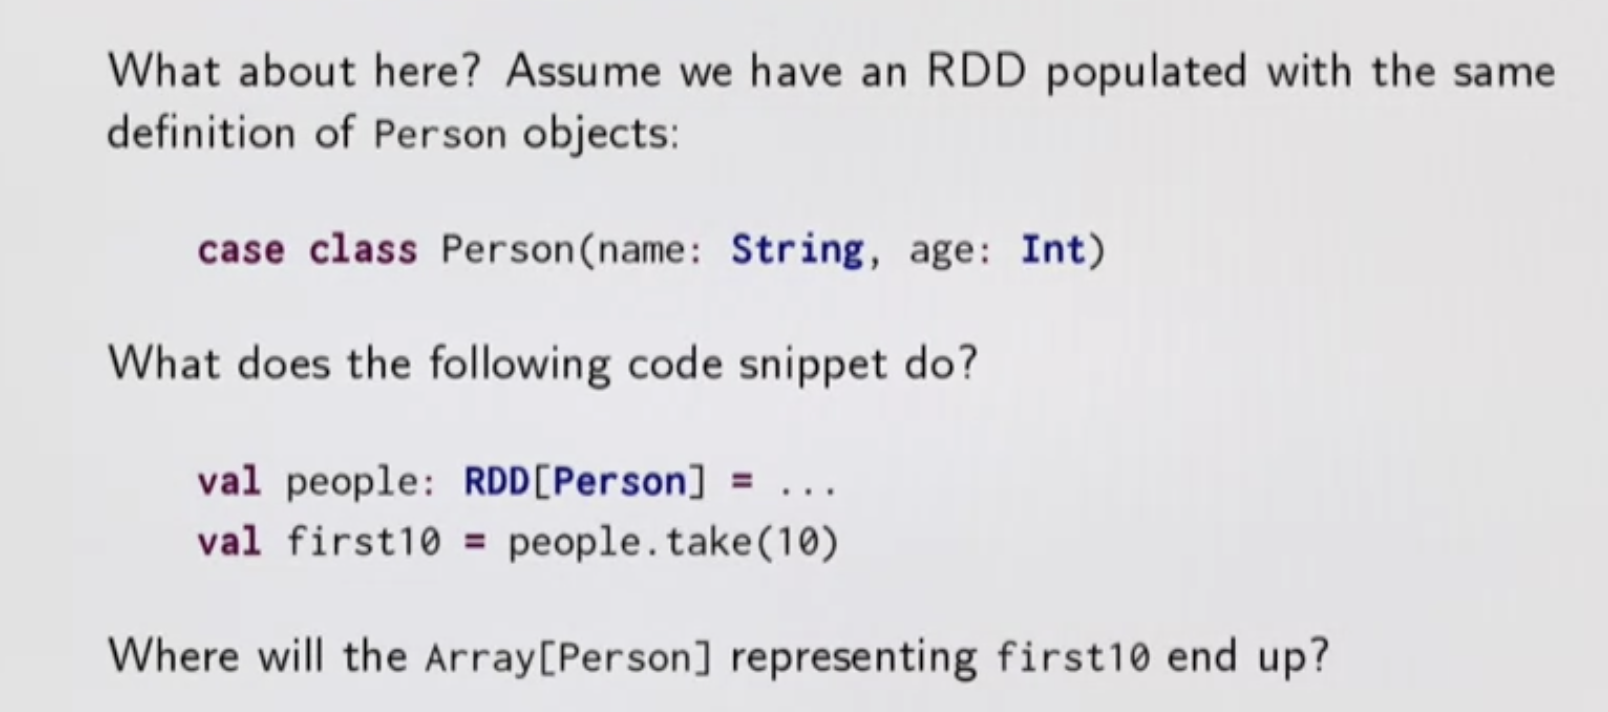 What about here? Assume we have an RDD populated with the same
definition of Person objects:
case class Person(name: String, age: Int)
What does the following code snippet do?
val people: RDD[Person] = ...
val first10 = people.take(10)
Where will the Array[Person] representing first10 end up?